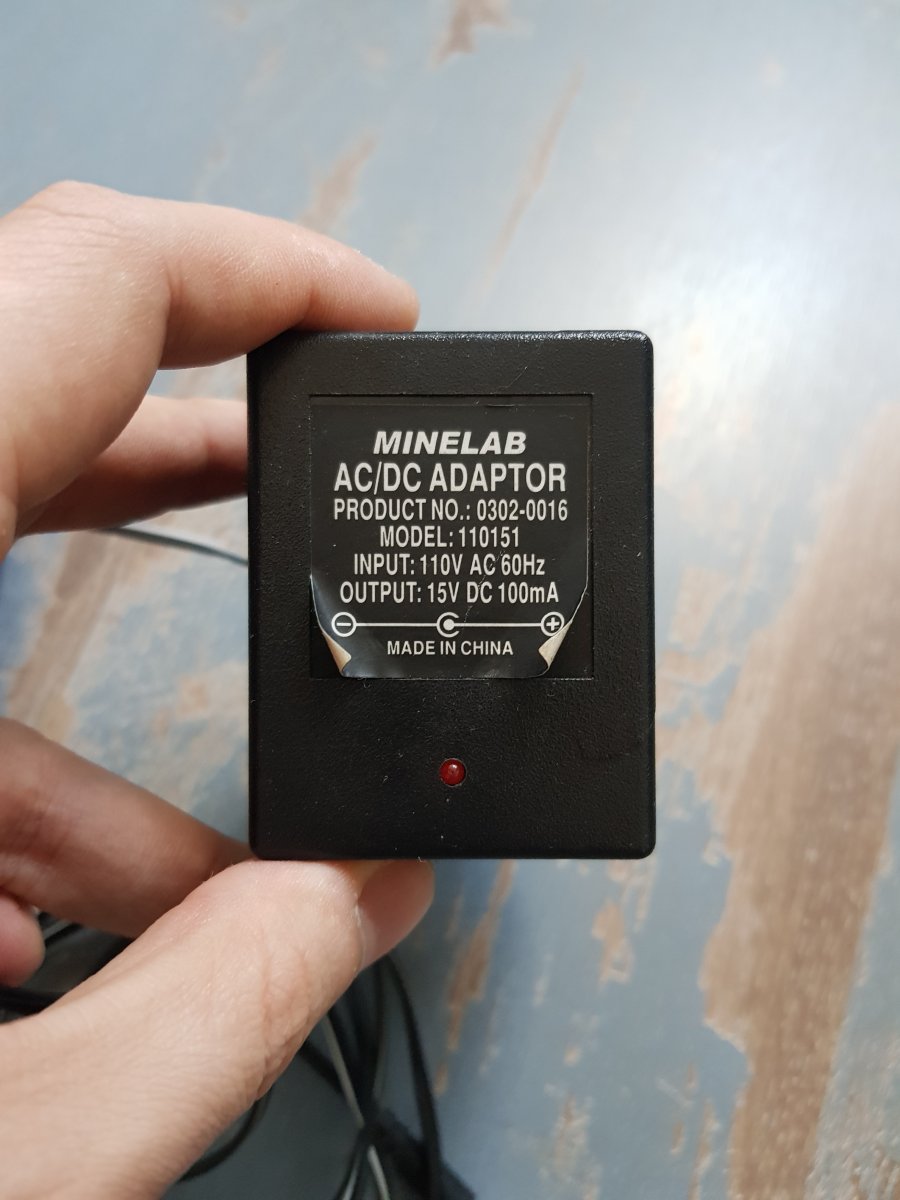 MINELAB
AC/DC ADAPTOR
PRODUCT NO.: 0302-0016
MODEL: 110151
INPUT: 110V AC 60Hz
OUTPUT: 15V DC 100mA
MADE IN CHINA